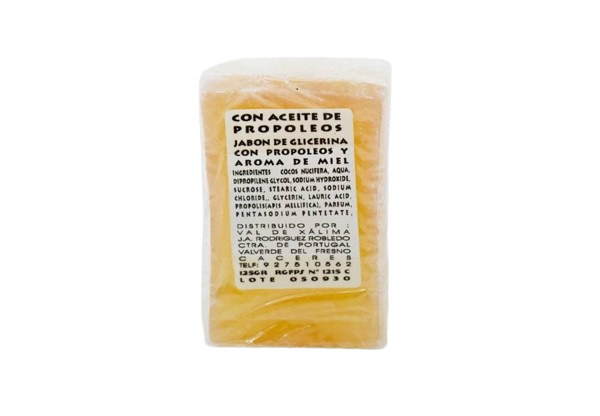 CON ACEITE DE
PROPOLEOS
JABON DE GLICERINA
CON PROPOLEOS Y
AROMA DE MIEL
INGREDIENTES COCOS NUCIFERA, AQUA,
DIPROPILENE GLYCOL, SODIUM HYDROXIDE,
SUCROSE, STEARIC ACID, SODIUM
CHLORIDE,, GLYCERIN, LAURIC ACID,
PROPOLIS(APIS MELLIFICA), PARFUM,
PENTASODIUM PENTETATE,
DISTRIBUIDO POR :
VAL DE XÁLIMA
J.A. RODRIGUEZ ROBLEDO
CTRA. DE PORTUGAL
VALVERDE DEL FRESNO
CACERES
TELF: 927510562
125GR RGPPS Nº 1215 C
LOTE 050930